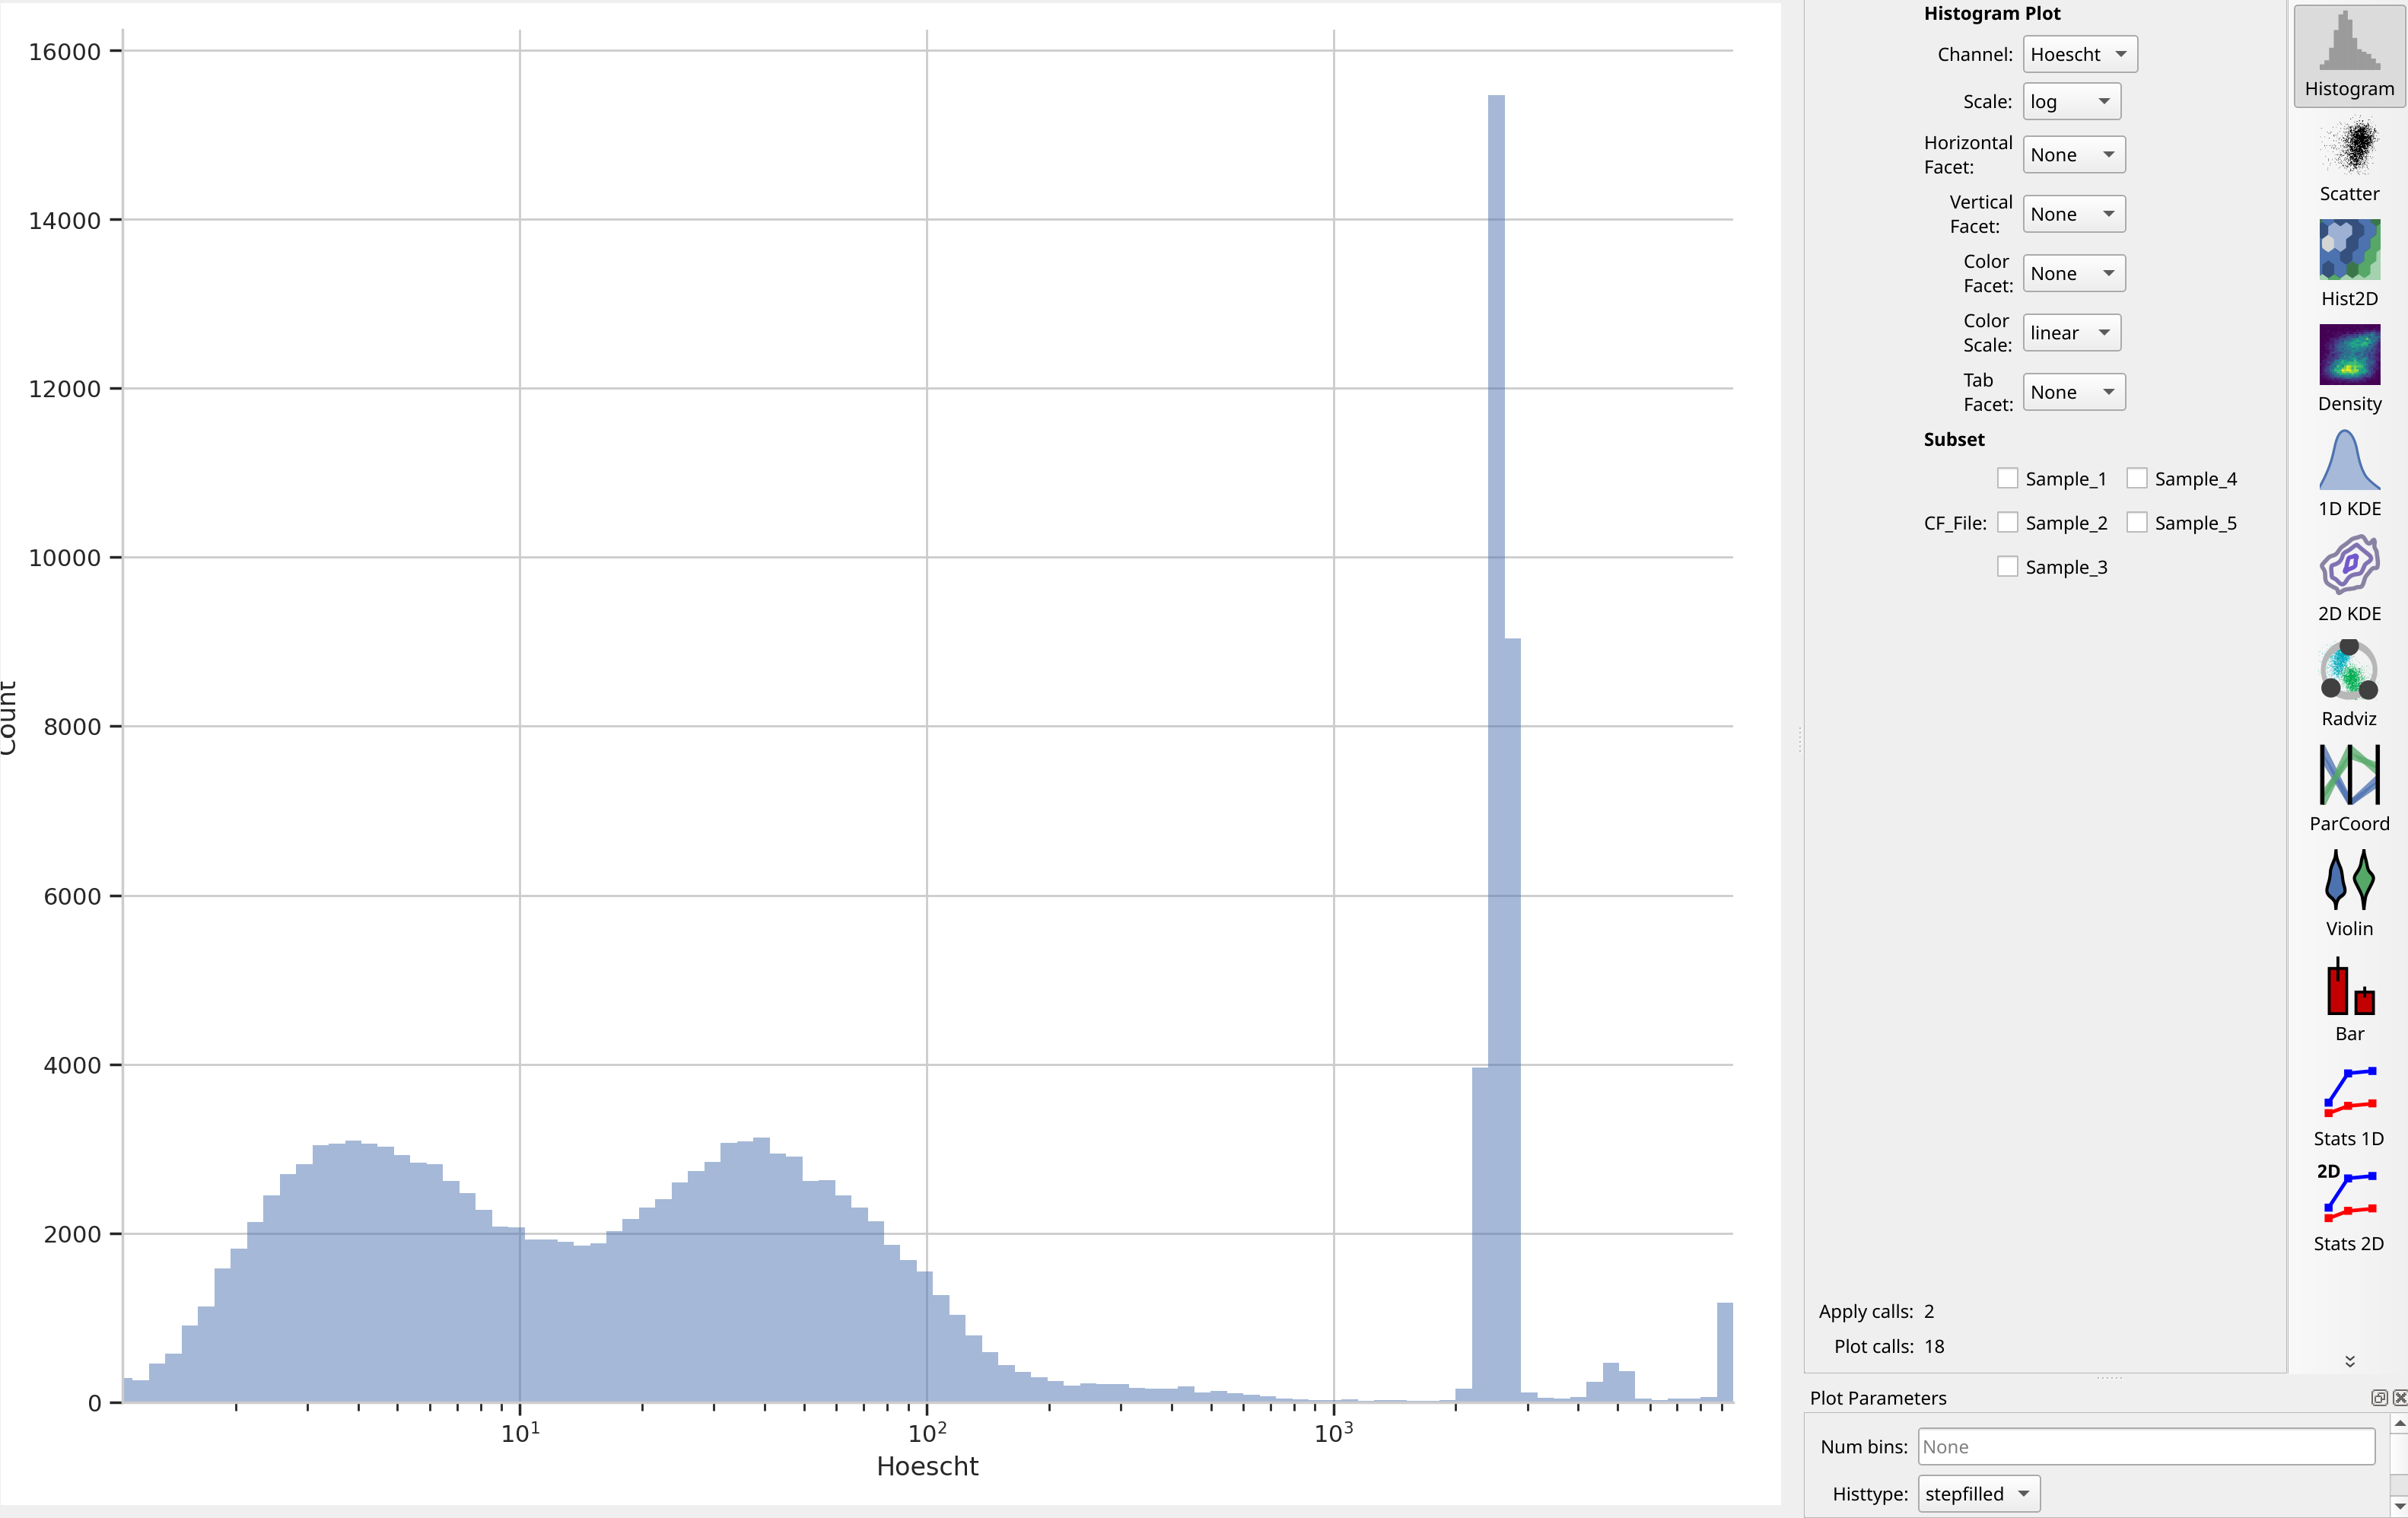 16000
14000
12000
10000
8000
6000
4000
2000
0
Count
10¹
10²
10³
Hoescht
Histogram Plot
Channel: Hoescht
Scale: log
Horizontal
Facet: None
Vertical
Facet: None
Color
Facet: None
Color
Scale: linear
Tab
Facet: None
Subset
Sample_1 Sample_4
CF_File: Sample_2 Sample_5
Sample_3
Apply calls: 2
Plot calls: 18
Plot Parameters
Num bins: None
Histtype: stepfilled
Histogram
Scatter
Hist2D
Density
1D KDE
2D KDE
Radviz
ParCoord
Violin
Bar
Stats 1D
2D
Stats 2D